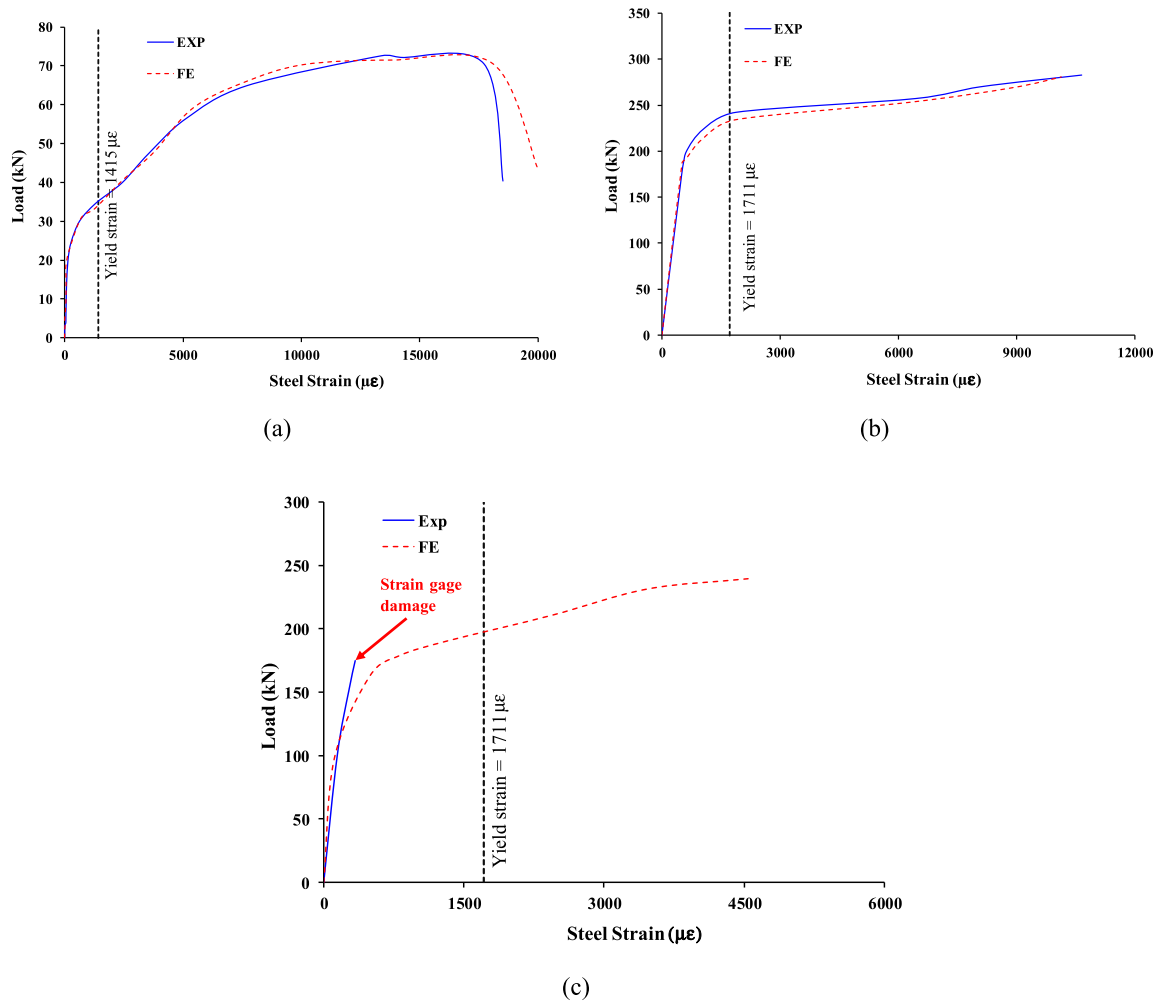 80
70
60
50
40
30
20
10
0
Load (kN)
EXP
FE
Yield strain = 1415 με
0
5000
10000
15000
20000
Steel Strain (με)
(a)
350
300
250
200
150
100
50
0
Load (kN)
EXP
FE
Yield strain = 1711 με
0
3000
6000
9000
12000
Steel Strain (με)
(b)
300
250
200
150
100
50
0
Load (kN)
Exp
FE
Strain gage
damage
Yield strain = 1711 με
0
1500
3000
4500
6000
Steel Strain (με)
(c)